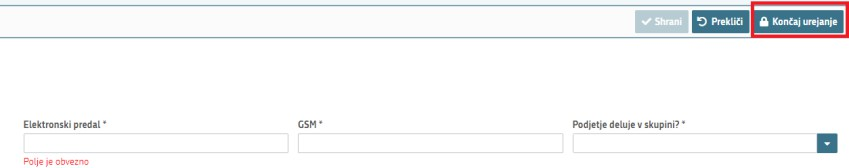 Shrani Prekliči Končaj urejanje
Elektronski predal * GSM * Podjetje deluje v skupini? *
Polje je obvezno